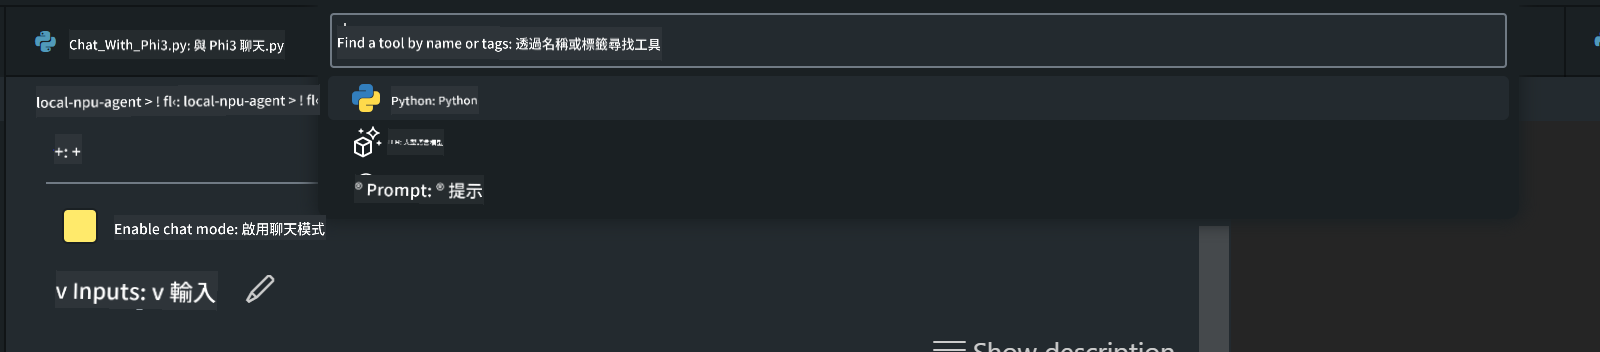 Chat_With_Phi3.py: 與 Phi3 聊天.py
Find a tool by name or tags: 透過名稱或標籤尋找工具
local-npu-agent > ! fl‹: local-npu-agent > ! fl‹
Python: Python
+: +
® Prompt: ® 提示
Enable chat mode: 啟用聊天模式
v Inputs: v 輸入
Show description